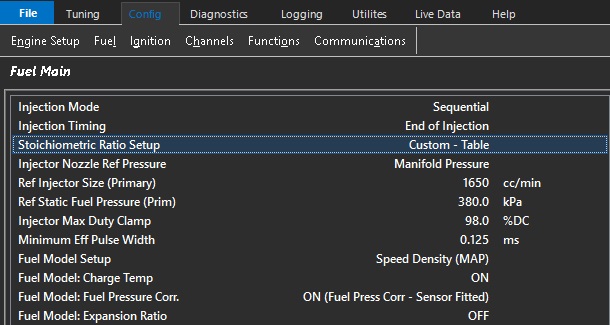 File Tuning Config Diagnostics Logging Utilites Live Data Help
Engine Setup Fuel Ignition Channels Functions Communications
Fuel Main
Injection Mode Sequential
Injection Timing End of Injection
Stoichiometric Ratio Setup Custom - Table
Injector Nozzle Ref Pressure Manifold Pressure
Ref Injector Size (Primary) 1650 cc/min
Ref Static Fuel Pressure (Prim) 380.0 kPa
Injector Max Duty Clamp 98.0 %DC
Minimum Eff Pulse Width 0.125 ms
Fuel Model Setup Speed Density (MAP)
Fuel Model: Charge Temp ON
Fuel Model: Fuel Pressure Corr. ON (Fuel Press Corr - Sensor Fitted)
Fuel Model: Expansion Ratio OFF